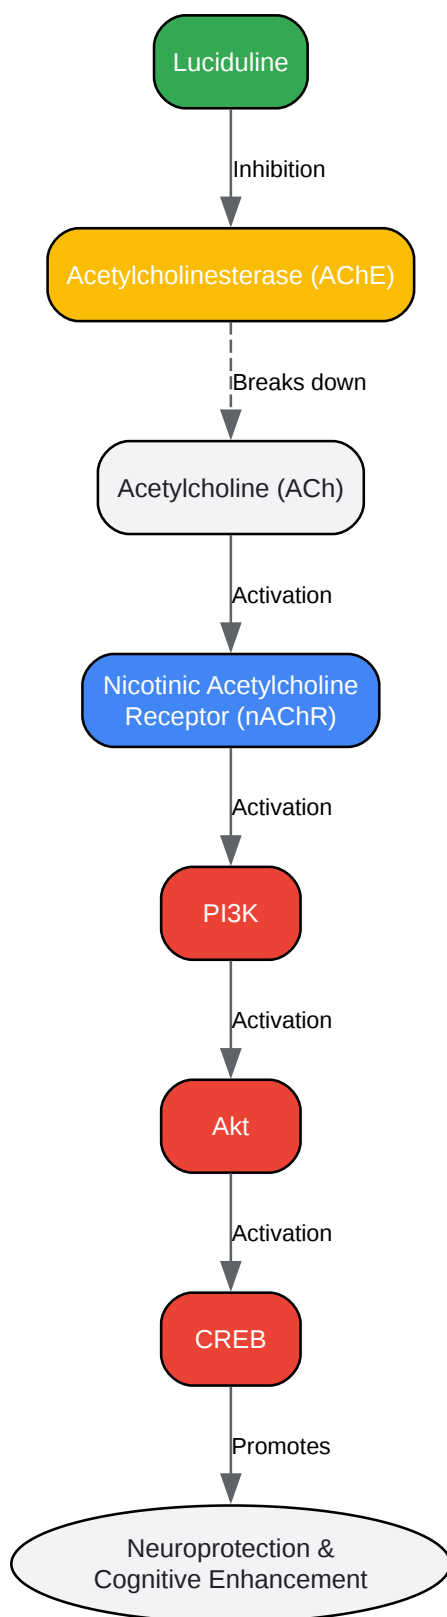 Luciduline
Inhibition
Acetylcholinesterase (AChE)
Breaks down
Acetylcholine (ACh)
Activation
Nicotinic Acetylcholine
Receptor (nAChR)
Activation
PI3K
Activation
Akt
Activation
CREB
Promotes
Neuroprotection &
Cognitive Enhancement